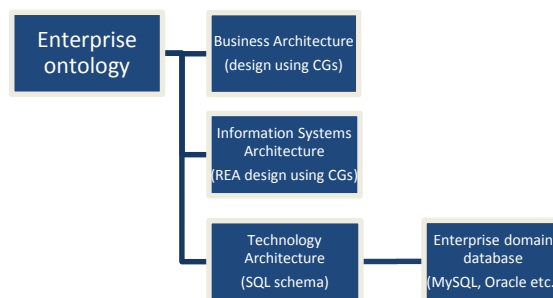 Enterprise
ontology
Business Architecture
(design using CGs)
Information Systems
Architecture
(REA design using CGs)
Technology
Architecture
(SQL schema)
Enterprise domain
database
(MySQL, Oracle etc.